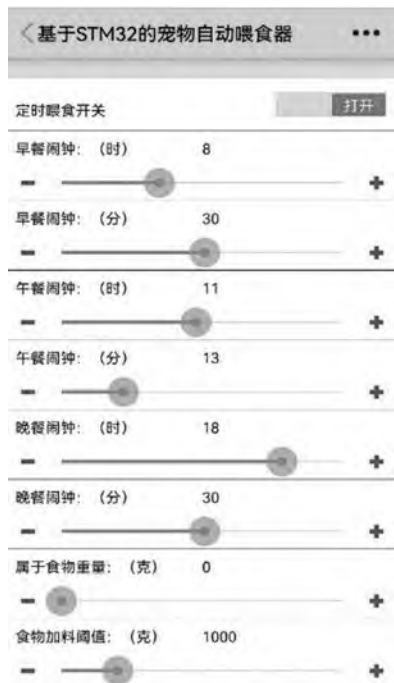 基于STM32的宠物自动喂食器
定时喂食开关 打开
早餐闹钟：（时） 8
早餐闹钟：（分） 30
午餐闹钟：（时） 11
午餐闹钟：（分） 13
晚餐闹钟：（时） 18
晚餐闹钟：（分） 30
属于食物重量：（克） 0
食物加料阈值：（克） 1000